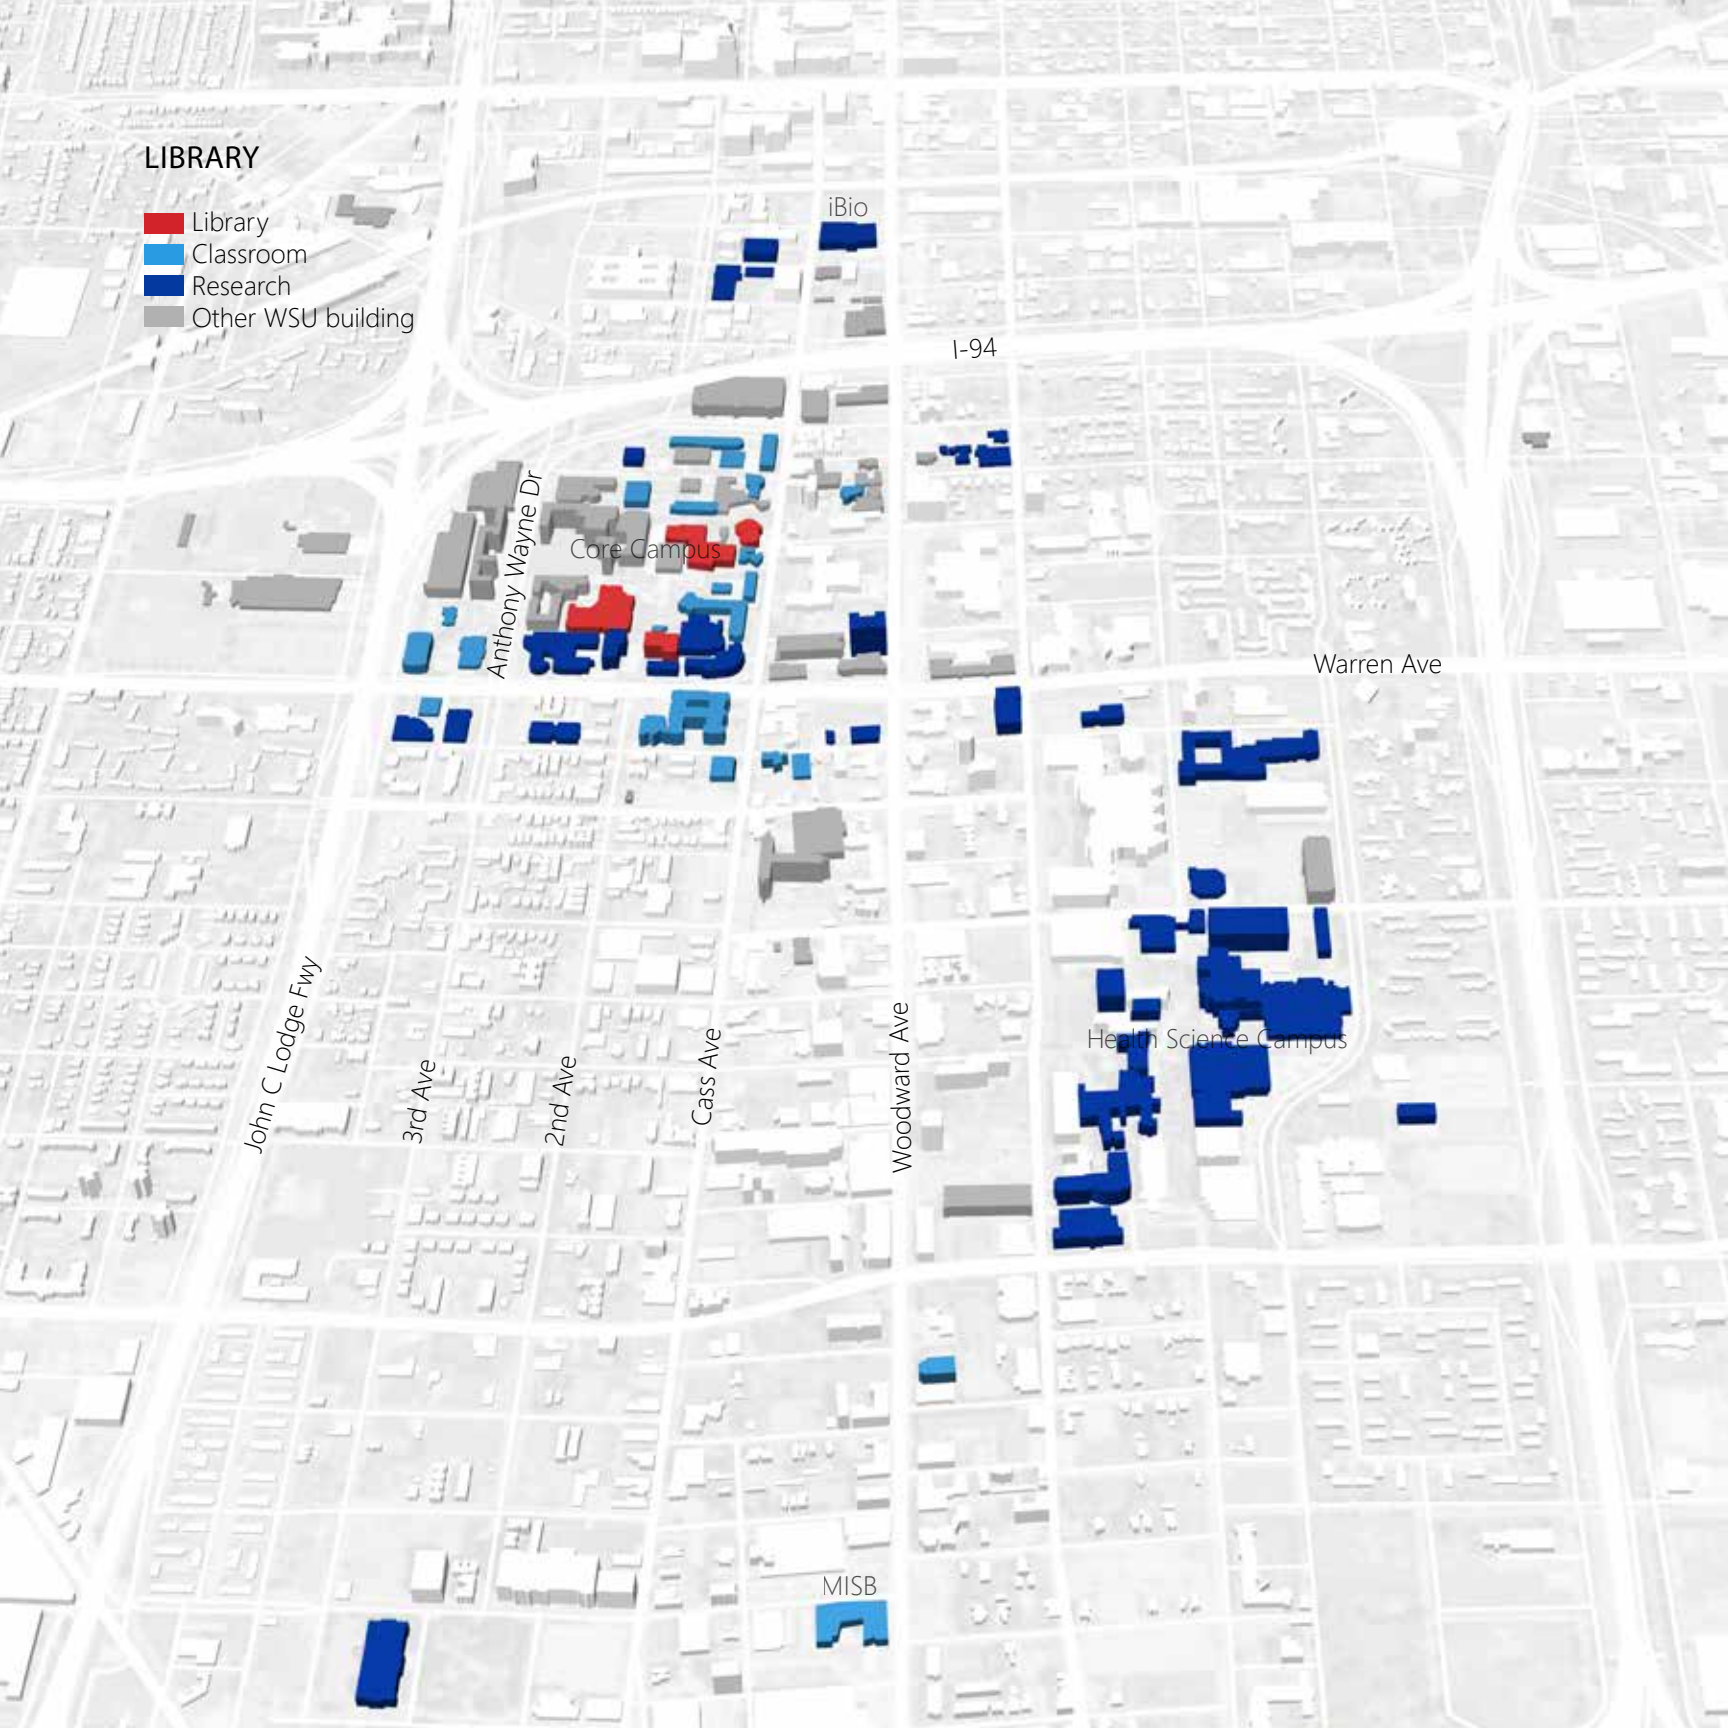 LIBRARY
Library
Classroom
Research
Other WSU building
iBio
I-94
Anthony Wayne Dr
Core Campus
Warren Ave
John C Lodge Fwy
3rd Ave
2nd Ave
Cass Ave
Woodward Ave
Health Science Campus
MISB